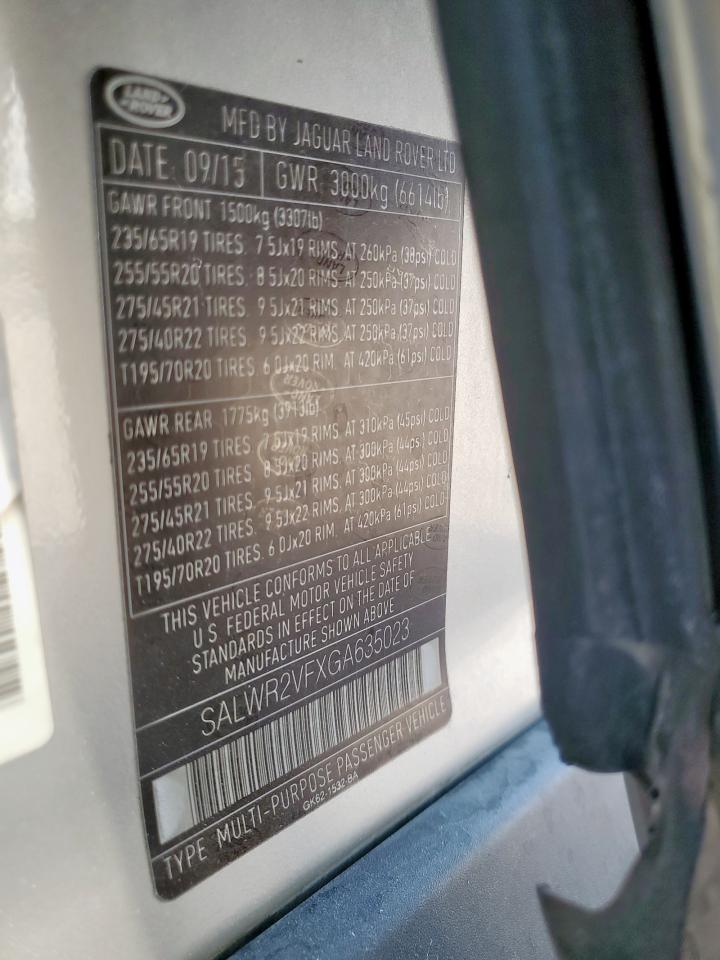 LAND ROVER
MFD BY JAGUAR LAND ROVER LTD
DATE: 09/15 GWR: 3000kg (6614lb)
GAWR FRONT 1500kg (3307lb)
235/65R19 TIRES. 7.5Jx19 RIMS. AT 260kPa (38psi) COLD
255/55R20 TIRES. 8.5Jx20 RIMS. AT 250kPa (37psi) COLD
275/45R21 TIRES. 9.5Jx21 RIMS. AT 250kPa (37psi) COLD
275/40R22 TIRES. 9.5Jx22 RIMS. AT 250kPa (37psi) COLD
T195/70R20 TIRES. 6.0Jx20 RIM. AT 420kPa (61psi) COLD
GAWR REAR 1775kg (3913lb)
235/65R19 TIRES. 7.5Jx19 RIMS. AT 310kPa (45psi) COLD
255/55R20 TIRES. 8.5Jx20 RIMS. AT 300kPa (44psi) COLD
275/45R21 TIRES. 9.5Jx21 RIMS. AT 300kPa (44psi) COLD
275/40R22 TIRES. 9.5Jx22 RIMS. AT 300kPa (44psi) COLD
T195/70R20 TIRES. 6.0Jx20 RIM. AT 420kPa (61psi) COLD
THIS VEHICLE CONFORMS TO ALL APPLICABLE
U.S. FEDERAL MOTOR VEHICLE SAFETY
STANDARDS IN EFFECT ON THE DATE OF
MANUFACTURE SHOWN ABOVE
SALWR2VFXGA635023
TYPE MULTI-PURPOSE PASSENGER VEHICLE
GK62-1532-BA